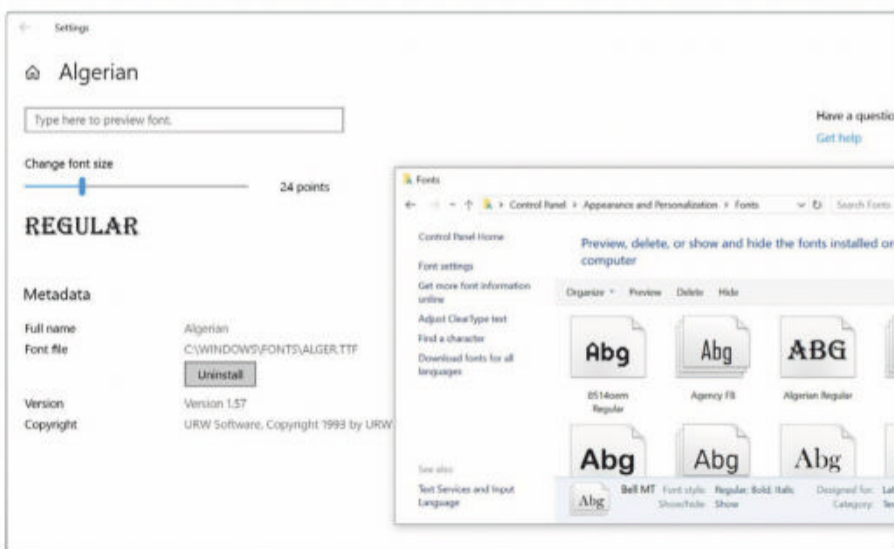 Settings
Algerian
Type here to preview font.
Change font size
24 points
REGULAR
Metadata
Full name Algerian
Font file C:\WINDOWS\FONTS\ALGER.TTF
Uninstall
Version Version 1.57
Copyright URW Software, Copyright 1993 by URW
Have a questio
Get help
Fonts
Control Panel › Appearance and Personalization › Fonts
Search Fonts
Control Panel Home
Font settings
Get more font information
online
Adjust ClearType text
Find a character
Download fonts for all
languages
See also
Text Services and Input
Language
Preview, delete, or show and hide the fonts installed on
computer
Organize Preview Delete Hide
Abg Abg ABG
8514oem
Regular
Agency FB
Algerian Regular
Abg Abg Abg
Abg
Bell MT Font style: Regular; Bold; Italic Designed for: Lat
Show/hide: Show Category: Te